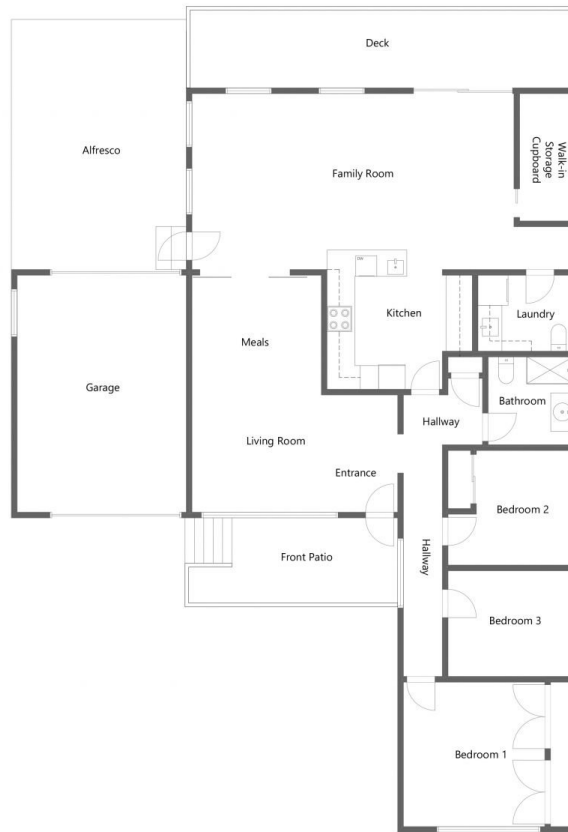 Deck
Alfresco
Family Room
Walk-in
Storage
Cupboard
Kitchen
Laundry
Meals
Garage
Bathroom
Hallway
Living Room
Entrance
Bedroom 2
Hallway
Front Patio
Bedroom 3
Bedroom 1